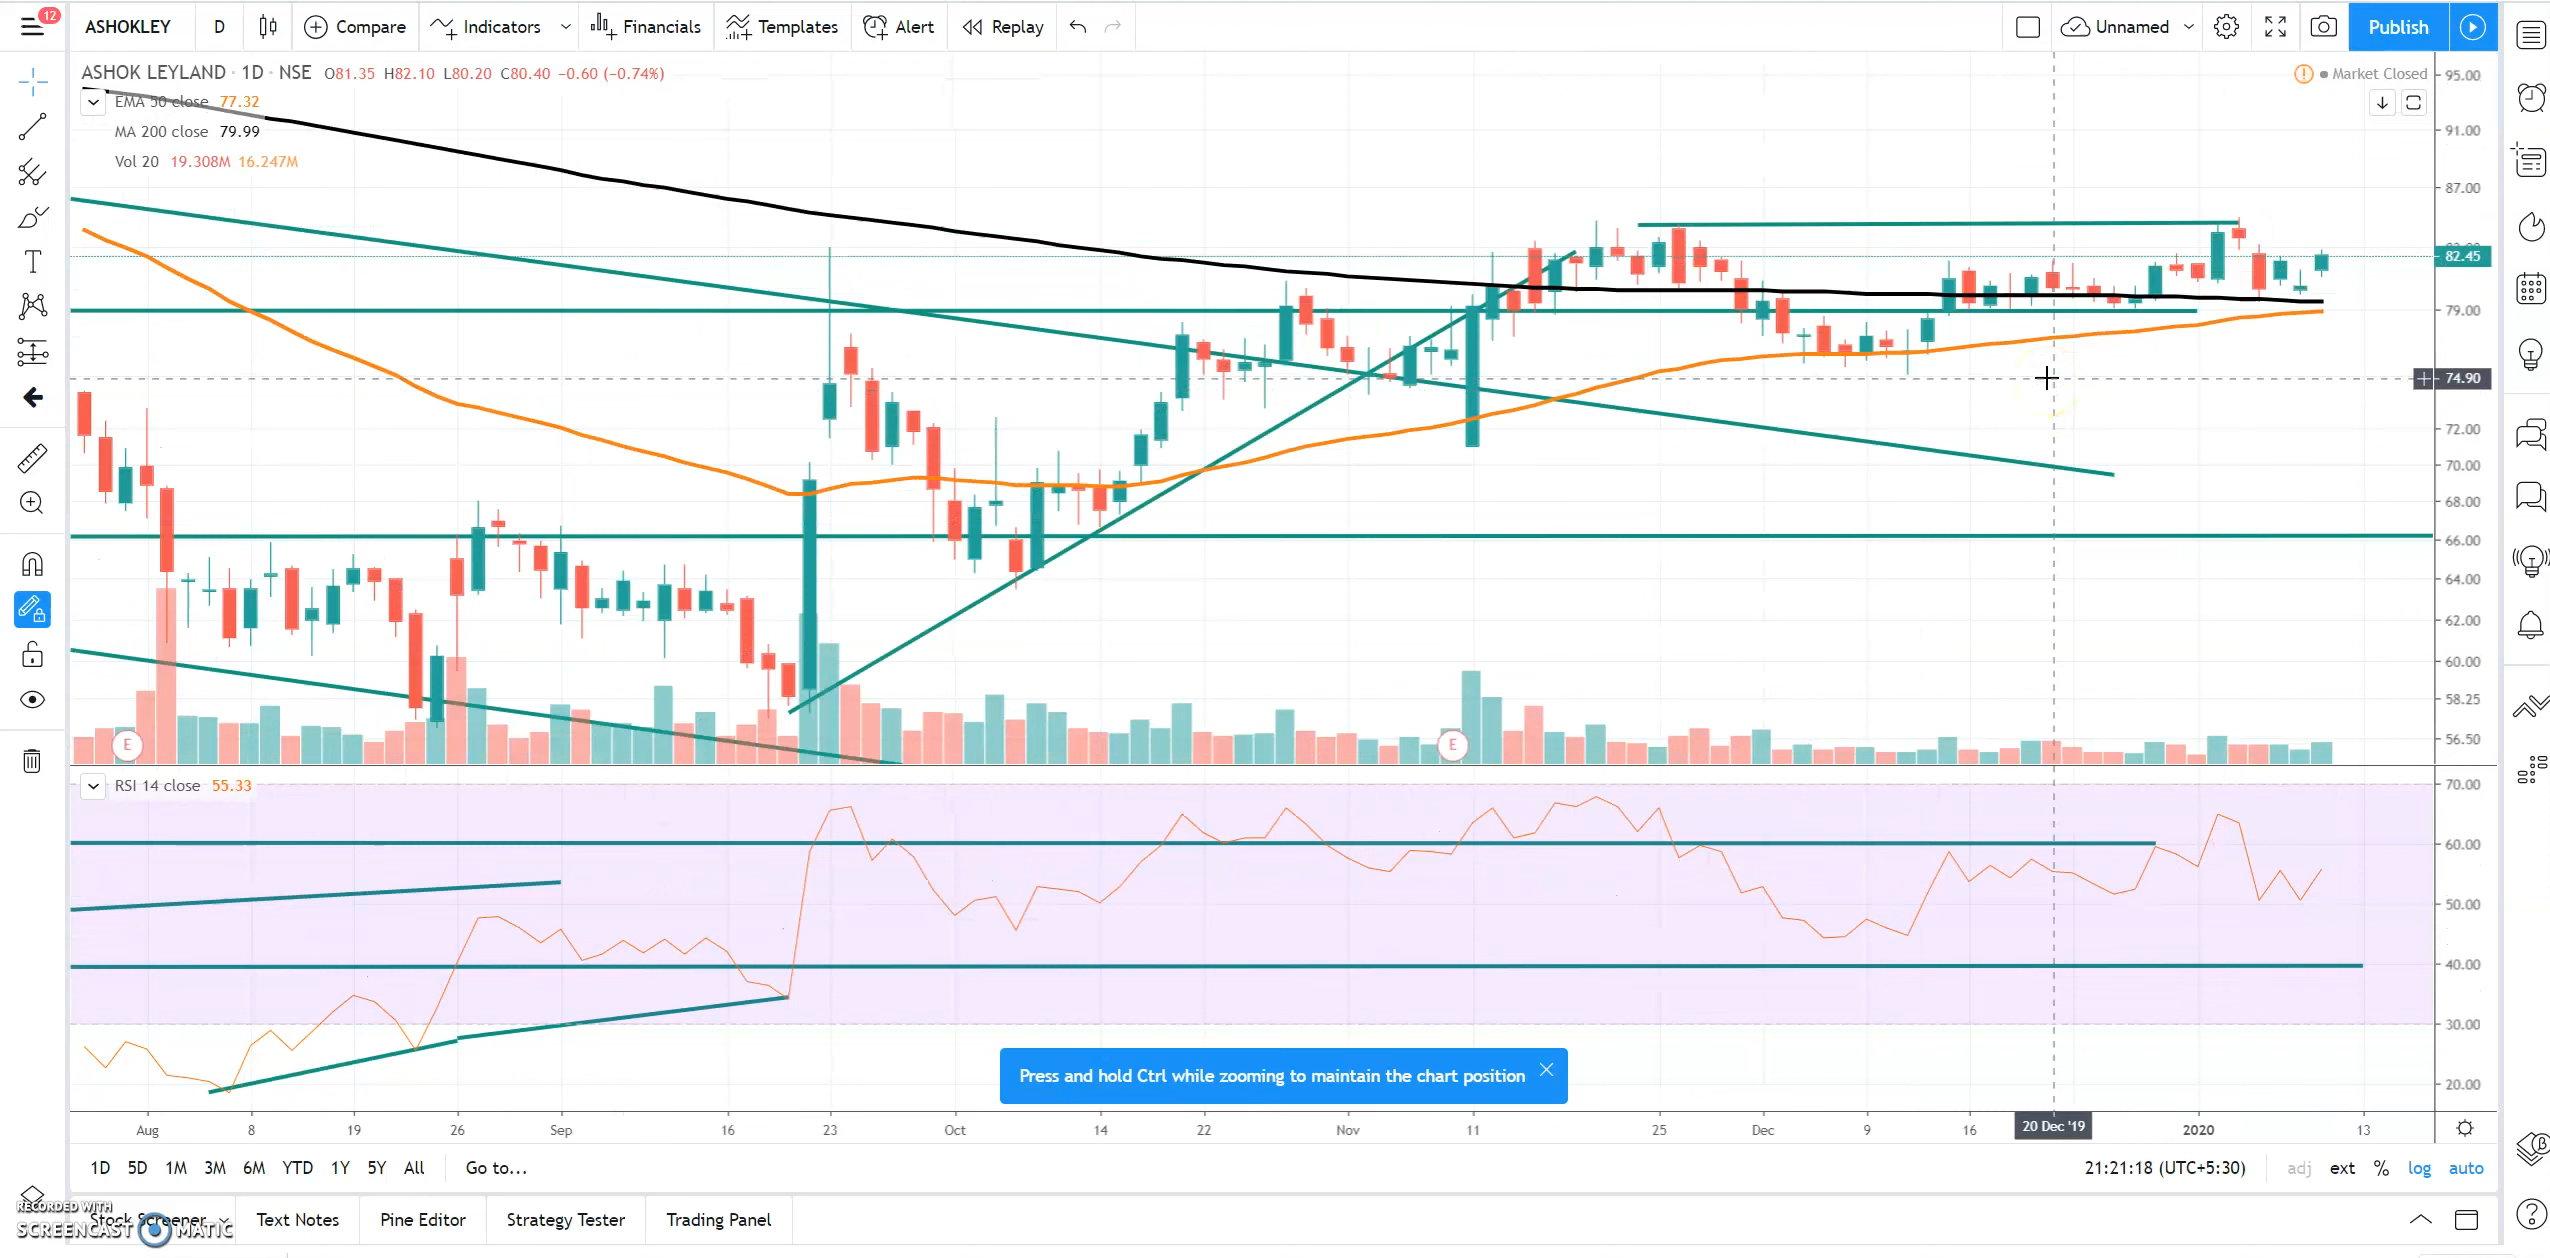 12
ASHOKLEY D Compare Indicators Financials Templates Alert Replay Unnamed Publish
ASHOK LEYLAND · 1D · NSE O81.35 H82.10 L80.20 C80.40 −0.60 (−0.74%)
Market Closed
EMA 50 close 77.32
MA 200 close 79.99
Vol 20 19.308M 16.247M
95.00
91.00
87.00
82.45
79.00
74.90
72.00
70.00
68.00
66.00
64.00
62.00
60.00
58.25
56.50
E
E
RSI 14 close 55.33
70.00
60.00
50.00
40.00
30.00
20.00
Press and hold Ctrl while zooming to maintain the chart position
Aug 8 19 26 Sep 16 23 Oct 14 22 Nov 11 25 Dec 9 16 20 Dec '19 2020 13
1D 5D 1M 3M 6M YTD 1Y 5Y All Go to... 21:21:18 (UTC+5:30) adj ext % log auto
RECORDED WITH
SCREENCAST MATIC
Stock Screener Text Notes Pine Editor Strategy Tester Trading Panel